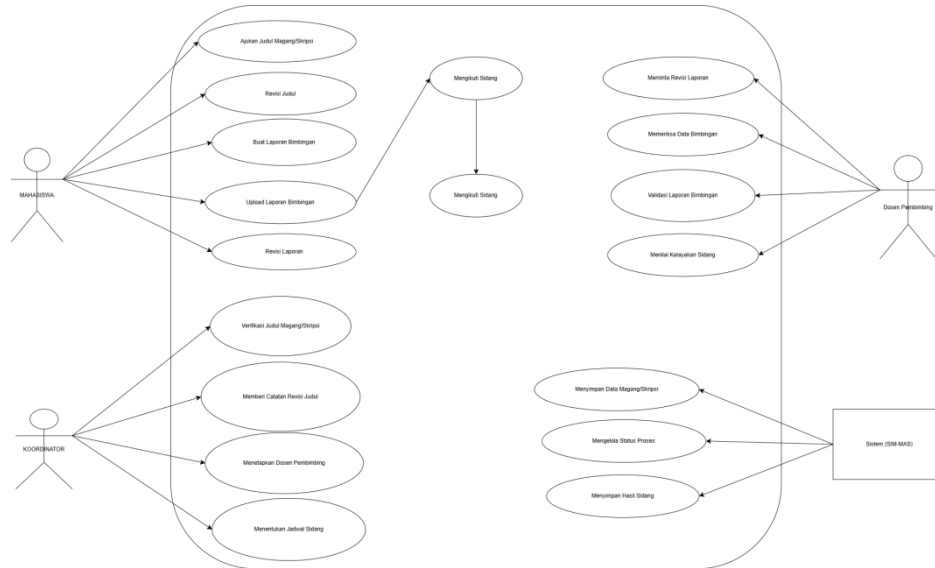 Ajukan Judul Magang/Skripsi
Revisi Judul
Buat Laporan Bimbingan
Upload Laporan Bimbingan
Revisi Laporan
MAHASISWA
Mengikuti Sidang
Mengikuti Sidang
Meminta Revisi Laporan
Memeriksa Data Bimbingan
Validasi Laporan Bimbingan
Menilai Kelayakan Sidang
Dosen Pembimbing
Verifikasi Judul Magang/Skripsi
Memberi Catatan Revisi Judul
Menetapkan Dosen Pembimbing
Menentukan Jadwal Sidang
KOORDINATOR
Menyimpan Data Magang/Skripsi
Mengelola Status Proses
Menyimpan Hasil Sidang
Sistem (SIM-MAS)